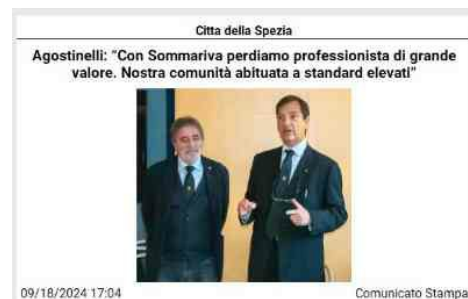 Citta della Spezia
Agostinelli: “Con Sommariva perdiamo professionista di grande
valore. Nostra comunità abituata a standard elevati”
09/18/2024 17:04
Comunicato Stampa